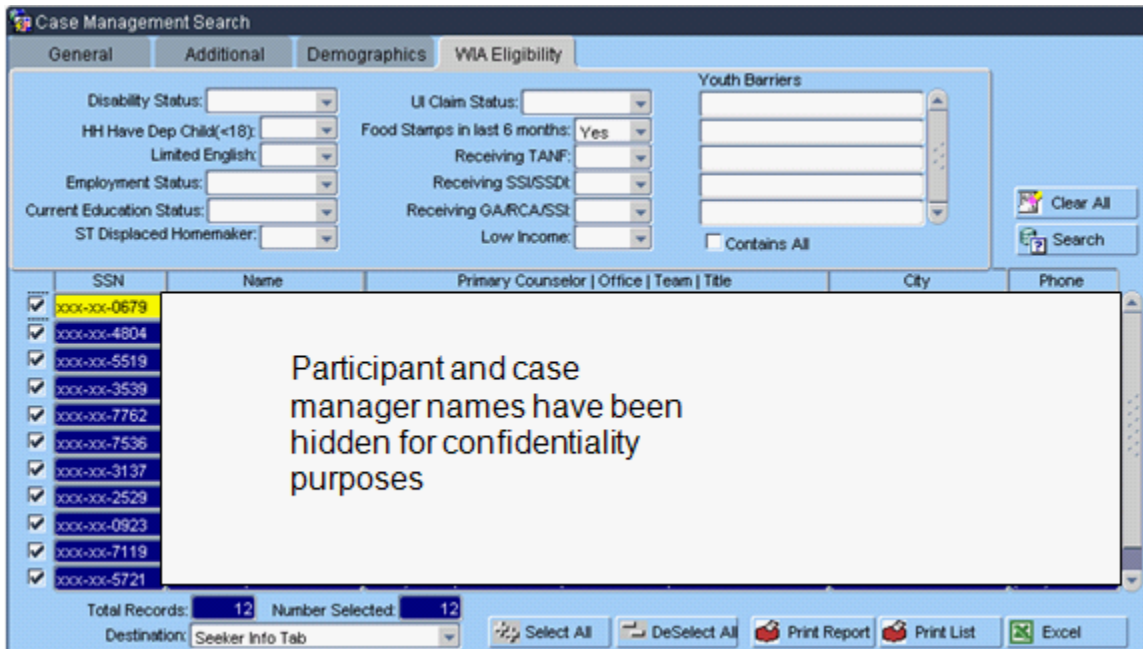 Case Management Search
General Additional Demographics WIA Eligibility
Youth Barriers
Disability Status: UI Claim Status:
HH Have Dep Child(<18): Food Stamps in last 6 months: Yes
Limited English: Receiving TANF:
Employment Status: Receiving SSI/SSDI:
Current Education Status: Receiving GA/RCA/SSI:
ST Displaced Homemaker: Low Income:
Contains All
Clear All
Search
SSN Name Primary Counselor | Office | Team | Title City Phone
xxx-xx-0679
xxx-xx-4804
xxx-xx-5519
xxx-xx-3539
xxx-xx-7762
xxx-xx-7536
xxx-xx-3137
xxx-xx-2529
xxx-xx-0923
xxx-xx-7119
xxx-xx-5721
Participant and case
manager names have been
hidden for confidentiality
purposes
Total Records: 12 Number Selected: 12
Destination: Seeker Info Tab
Select All DeSelect All Print Report Print List Excel